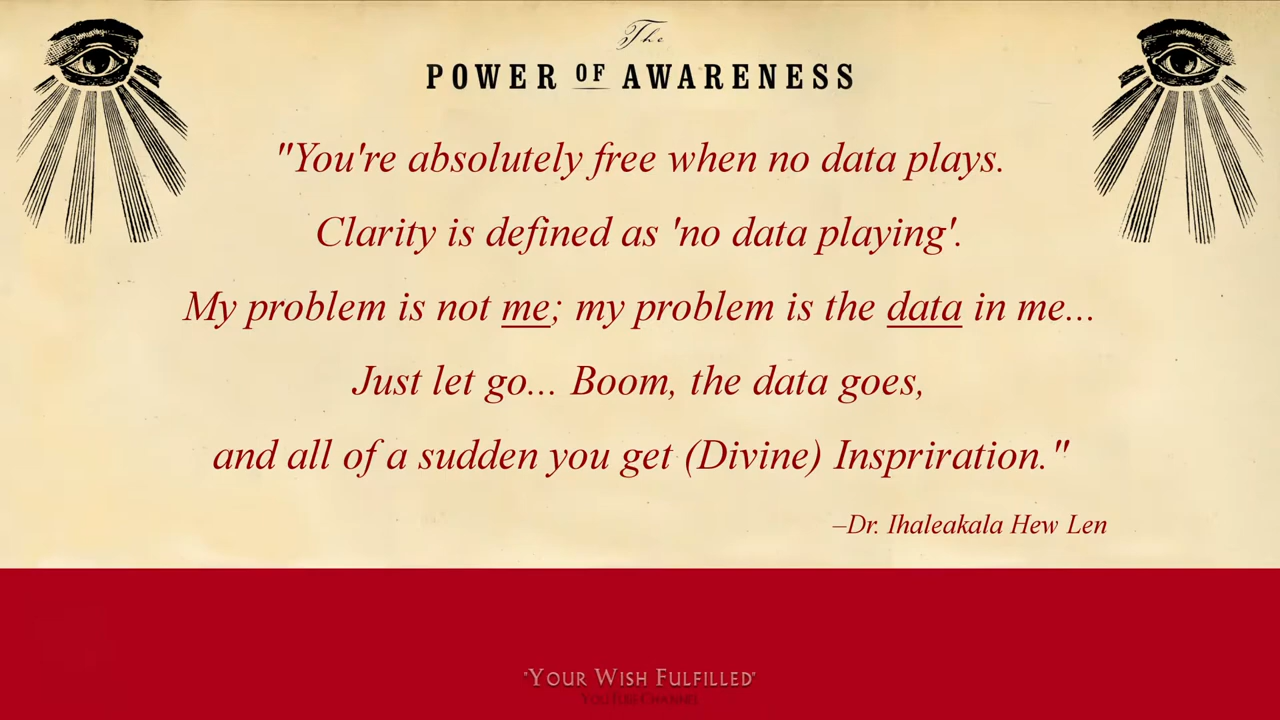 The
POWER OF AWARENESS
"You're absolutely free when no data plays.
Clarity is defined as 'no data playing'.
My problem is not me; my problem is the data in me...
Just let go... Boom, the data goes,
and all of a sudden you get (Divine) Inspriration."
–Dr. Ihaleakala Hew Len
"Your Wish Fulfilled"
YouTube Channel